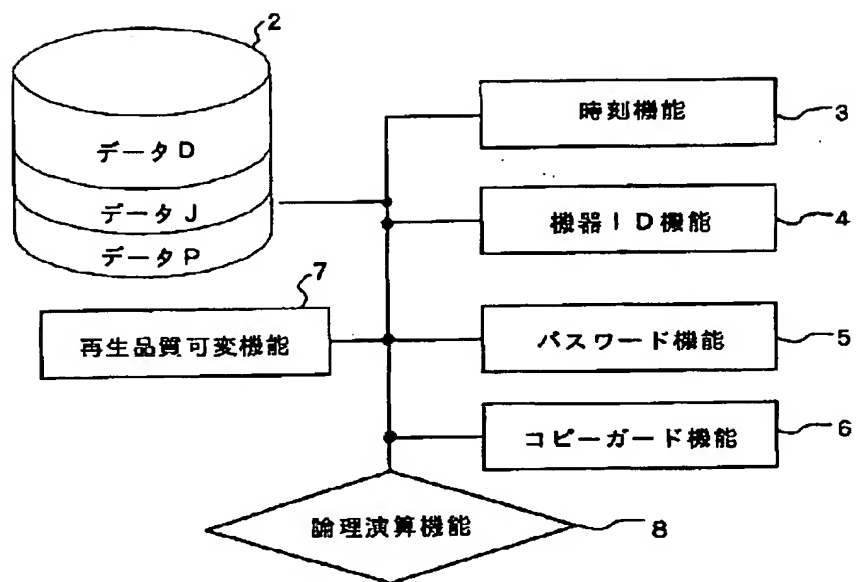 2
時刻機能
3
データD
機器ID機能
4
データJ
データP
7
再生品質可変機能
パスワード機能
5
コピーガード機能
6
論理演算機能
8